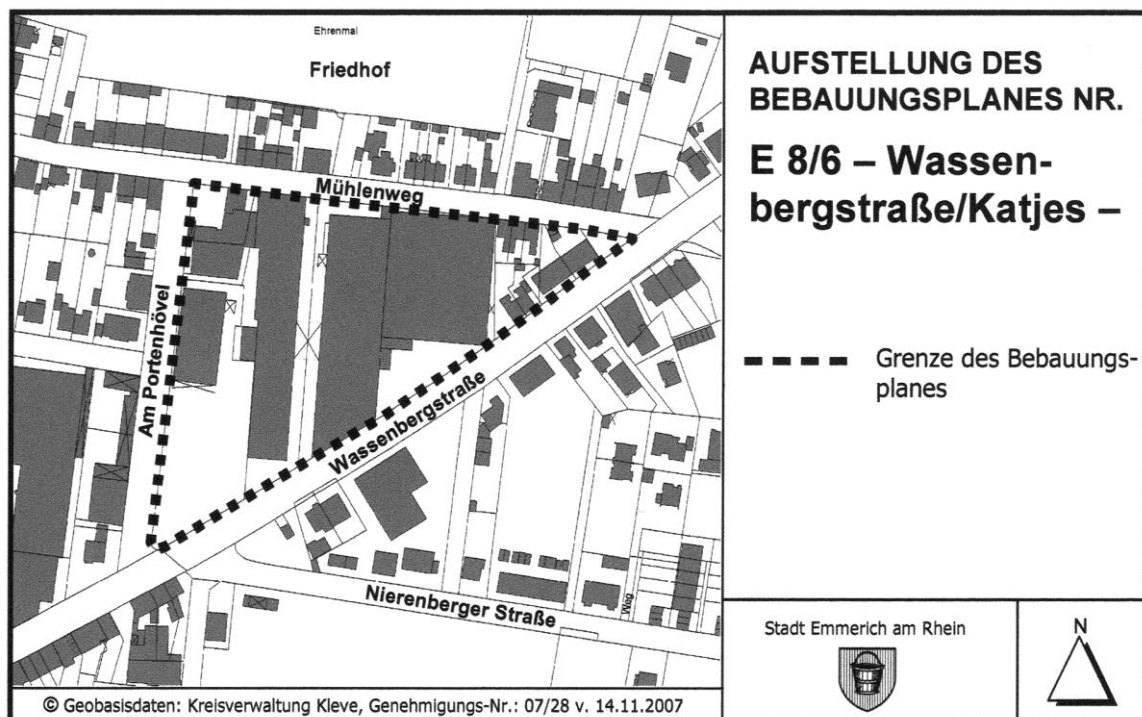 Ehrenmal
Friedhof
Mühlenweg
Am Portenhövel
Wassenbergstraße
Nierenberger Straße
Weg
© Geobasisdaten: Kreisverwaltung Kleve, Genehmigungs-Nr.: 07/28 v. 14.11.2007
AUFSTELLUNG DES
BEBAUUNGSPLANES NR.
E 8/6 – Wassen-
bergstraße/Katjes –
Grenze des Bebauungs-
planes
Stadt Emmerich am Rhein
N